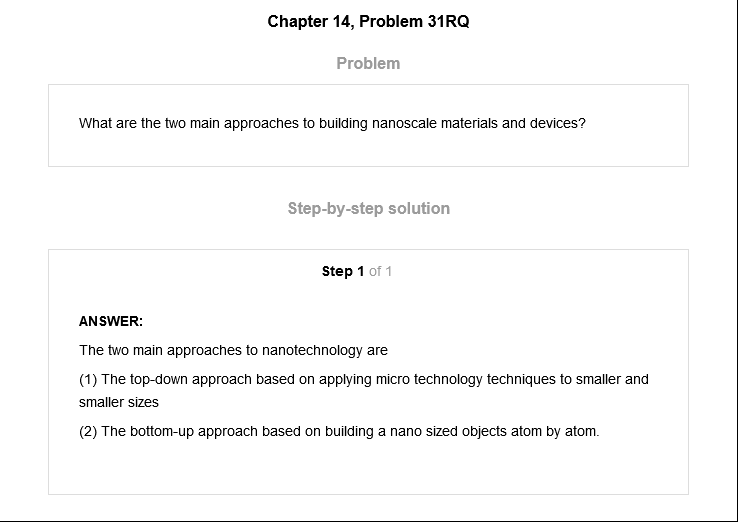 Chapter 14, Problem 31RQ
Problem
What are the two main approaches to building nanoscale materials and devices?
Step-by-step solution
Step 1 of 1
ANSWER:
The two main approaches to nanotechnology are
(1) The top-down approach based on applying micro technology techniques to smaller and
smaller sizes
(2) The bottom-up approach based on building a nano sized objects atom by atom.